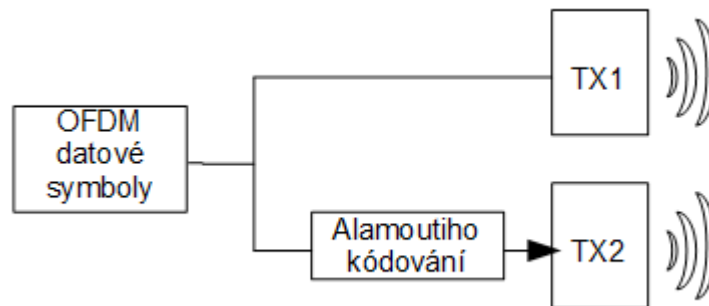 OFDM
datové
symboly
TX1
Alamoutiho
kódování
TX2